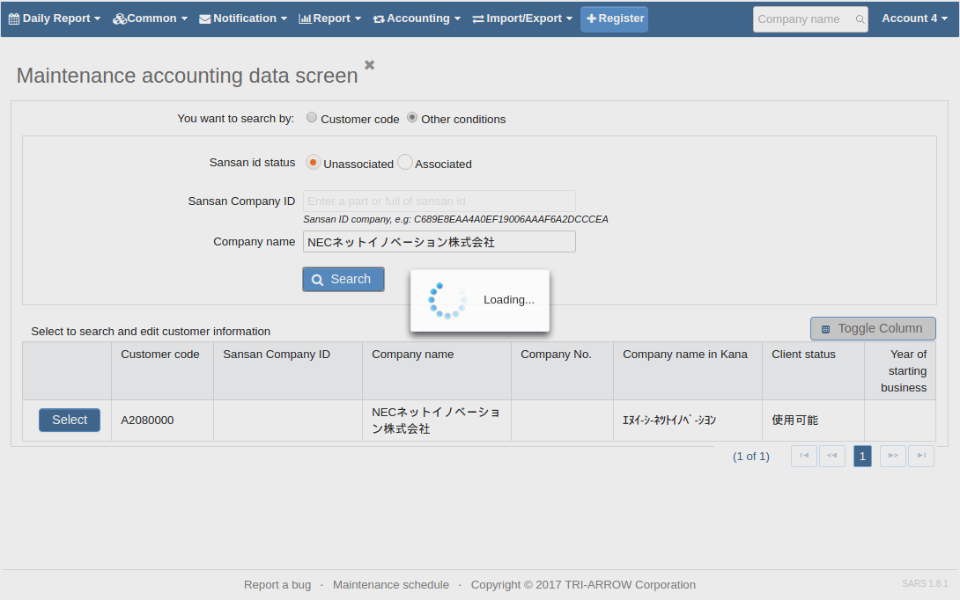 Daily Report Common Notification Report Accounting Import/Export Register Company name Account 4
Maintenance accounting data screen
You want to search by: Customer code Other conditions
Sansan id status Unassociated Associated
Sansan Company ID Enter a part or full of sansan id
Sansan ID company, e.g: C689E8EAA4A0EF19006AAAF6A2DCCCEA
Company name NECネットイノベーション株式会社
Search
Loading...
Select to search and edit customer information Toggle Column
Customer code Sansan Company ID Company name Company No. Company name in Kana Client status Year of
starting
business
Select A2080000 NECネットイノベーショ
ン株式会社 ｴﾇｲ-ｼ-ﾈﾂﾄｲﾉﾍﾞ-ｼﾖﾝ 使用可能
(1 of 1) 1
Report a bug · Maintenance schedule · Copyright © 2017 TRI-ARROW Corporation
SARS 1.8.1